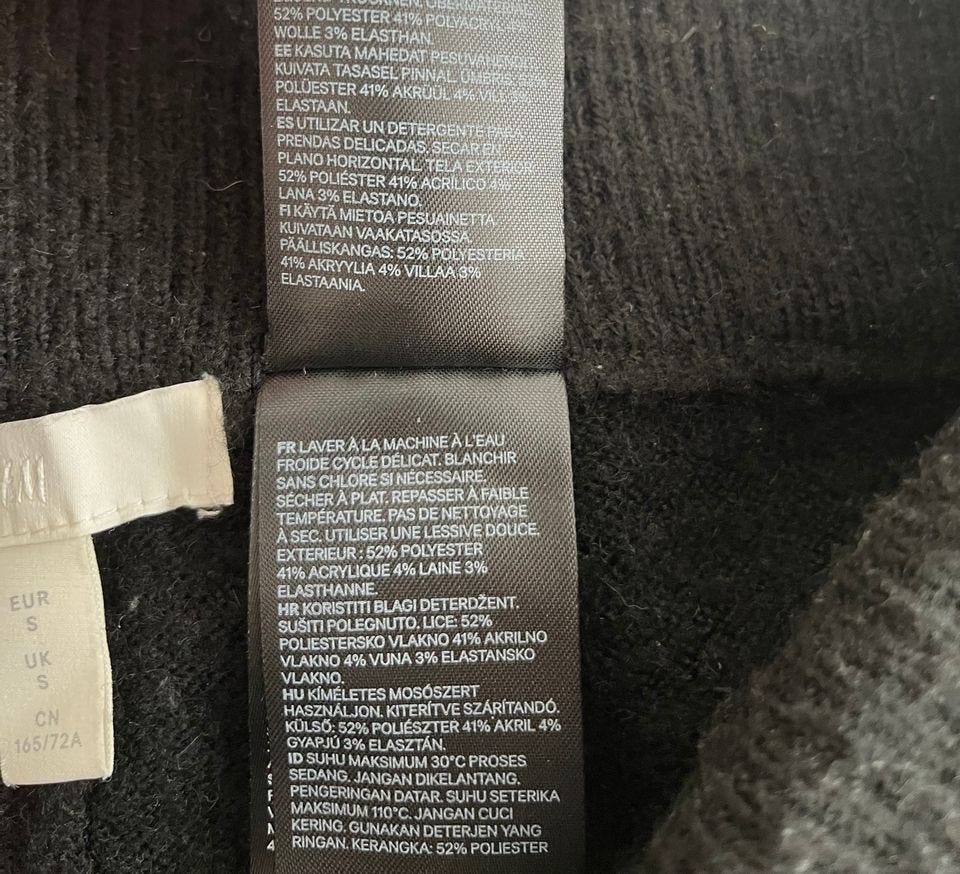 52% POLYESTER 41% POLYACRYL
WOLLE 3% ELASTHAN.
EE KASUTA MAHEDAT PESUVAHENDIT.
KUIVATA TASASEL PINNAL.
POLÜESTER 41% AKRÜÜL 4% VILL
ELASTAAN.
ES UTILIZAR UN DETERGENTE PARA
PRENDAS DELICADAS. SECAR EN
PLANO HORIZONTAL. TELA EXTERIOR
52% POLIÉSTER 41% ACRÍLICO 4%
LANA 3% ELASTANO.
FI KÄYTÄ MIETOA PESUAINETTA.
KUIVATAAN VAAKATASOSSA.
PÄÄLLISKANGAS: 52% POLYESTERIA
41% AKRYYLIA 4% VILLAA 3%
ELASTAANIA.
FR LAVER À LA MACHINE À L'EAU
FROIDE CYCLE DÉLICAT. BLANCHIR
SANS CHLORE SI NÉCESSAIRE.
SÉCHER À PLAT. REPASSER À FAIBLE
TEMPÉRATURE. PAS DE NETTOYAGE
À SEC. UTILISER UNE LESSIVE DOUCE.
EXTERIEUR : 52% POLYESTER
41% ACRYLIQUE 4% LAINE 3%
ELASTHANNE.
HR KORISTITI BLAGI DETERDŽENT.
SUŠITI POLEGNUTO. LICE: 52%
POLIESTERSKO VLAKNO 41% AKRILNO
VLAKNO 4% VUNA 3% ELASTANSKO
VLAKNO.
HU KÍMÉLETES MOSÓSZERT
HASZNÁLJON. KITERÍTVE SZÁRÍTANDÓ.
KÜLSŐ: 52% POLIÉSZTER 41% AKRIL 4%
GYAPJÚ 3% ELASZTÁN.
ID SUHU MAKSIMUM 30°C PROSES
SEDANG. JANGAN DIKELANTANG.
PENGERINGAN DATAR. SUHU SETERIKA
MAKSIMUM 110°C. JANGAN CUCI
KERING. GUNAKAN DETERJEN YANG
RINGAN. KERANGKA: 52% POLIESTER
EUR
S
UK
S
CN
165/72A